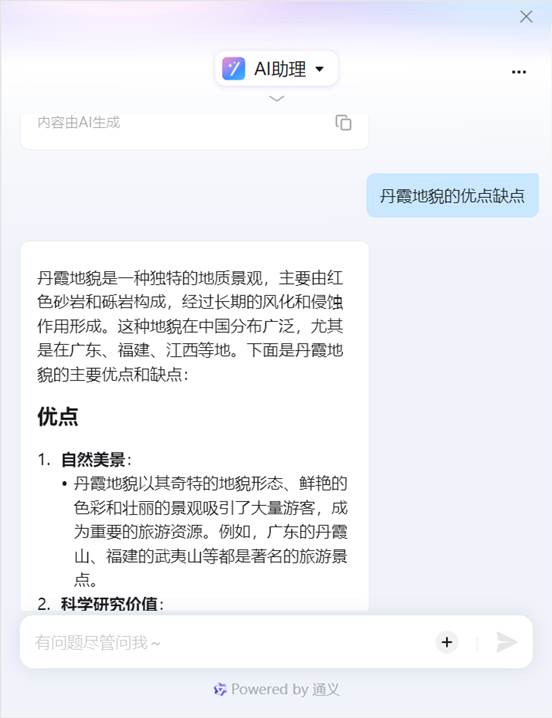 AI助理
内容由AI生成
丹霞地貌的优点缺点
丹霞地貌是一种独特的地质景观，主要由红
色砂岩和砾岩构成，经过长期的风化和侵蚀
作用形成。这种地貌在中国分布广泛，尤其
是在广东、福建、江西等地。下面是丹霞地
貌的主要优点和缺点：
优点
1. 自然美景：
• 丹霞地貌以其奇特的地貌形态、鲜艳的
色彩和壮丽的景观吸引了大量游客，成
为重要的旅游资源。例如，广东的丹霞
山、福建的武夷山等都是著名的旅游景
点。
2. 科学研究价值：
有问题尽管问我～
Powered by 通义